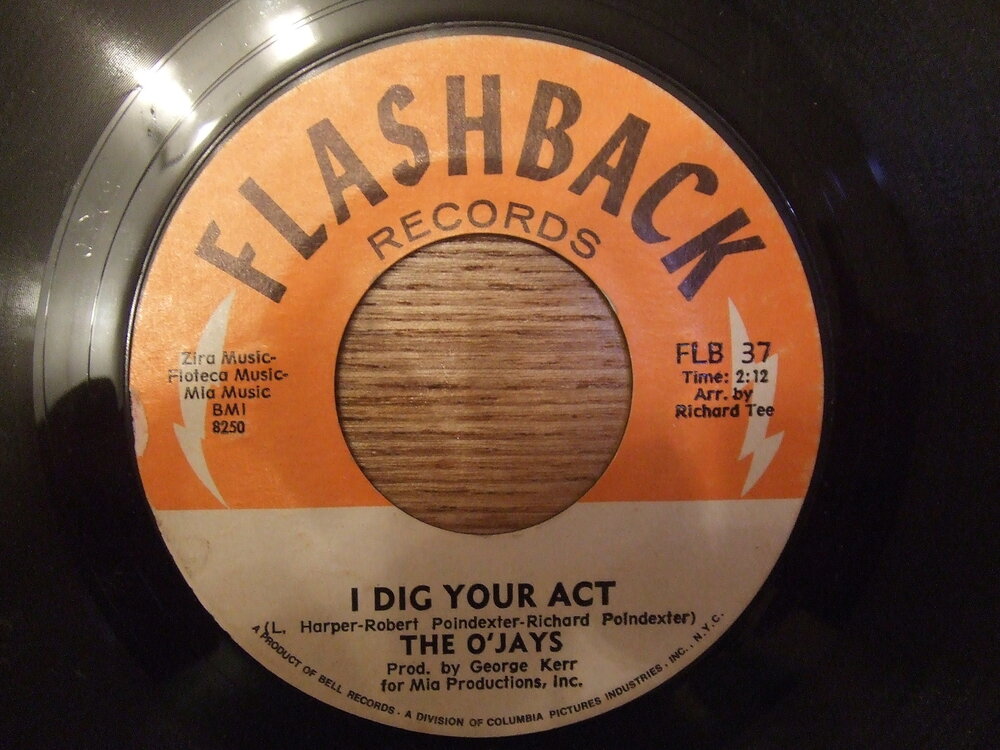 FLASHBACK
RECORDS
Zira Music-
Fioteca Music-
Mia Music
BMI
8250
FLB 37
Time: 2:12
Arr. by
Richard Tee
I DIG YOUR ACT
(L. Harper-Robert Poindexter-Richard Poindexter)
THE O'JAYS
Prod. by George Kerr
for Mia Productions, Inc.
A PRODUCT OF BELL RECORDS · A DIVISION OF COLUMBIA PICTURES INDUSTRIES, INC., N.Y.C.